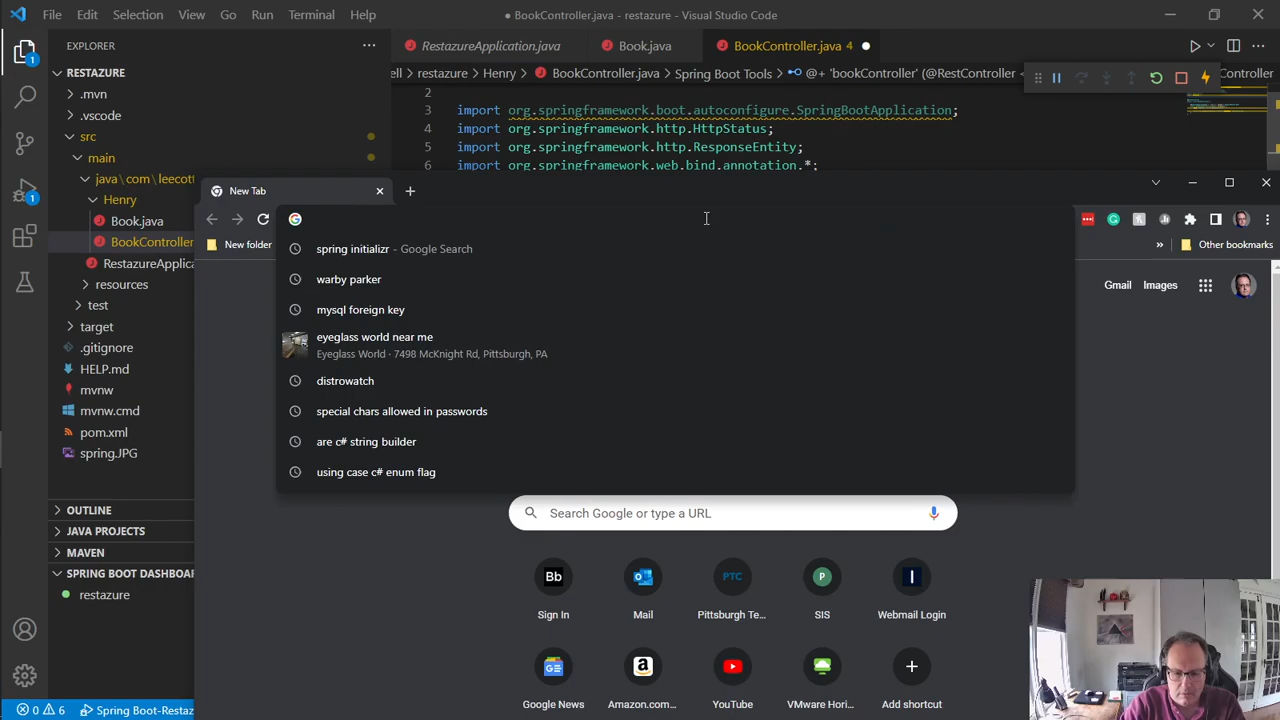 File Edit Selection View Go Run Terminal Help
● BookController.java - restazure - Visual Studio Code
EXPLORER
RestazureApplication.java
Book.java
BookController.java 4
RESTAZURE
.mvn
.vscode
src
main
java\com\leecott
Henry
Book.java
BookController
RestazureApplica
resources
test
target
.gitignore
HELP.md
mvnw
mvnw.cmd
pom.xml
spring.JPG
OUTLINE
JAVA PROJECTS
MAVEN
SPRING BOOT DASHBOAR
restazure
1
1
0 6 Spring Boot-Restaz
ell > restazure > Henry > BookController.java > Spring Boot Tools > @+ 'bookController' (@RestController <
Controller
2
3 import org.springframework.boot.autoconfigure.SpringBootApplication;
4 import org.springframework.http.HttpStatus;
5 import org.springframework.http.ResponseEntity;
6 import org.springframework.web.bind.annotation.*;
New Tab
New folder
»
Other bookmarks
spring initializr - Google Search
warby parker
mysql foreign key
eyeglass world near me
Eyeglass World · 7498 McKnight Rd, Pittsburgh, PA
distrowatch
special chars allowed in passwords
are c# string builder
using case c# enum flag
Gmail Images
Search Google or type a URL
Bb
PTC
P
Sign In
Mail
Pittsburgh Te...
SIS
Webmail Login
Google News
Amazon.com...
YouTube
VMware Hori...
Add shortcut